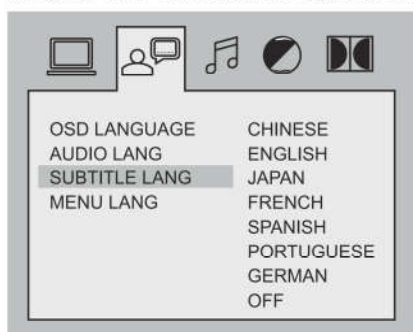 OSD LANGUAGE
AUDIO LANG
SUBTITLE LANG
MENU LANG
CHINESE
ENGLISH
JAPAN
FRENCH
SPANISH
PORTUGUESE
GERMAN
OFF